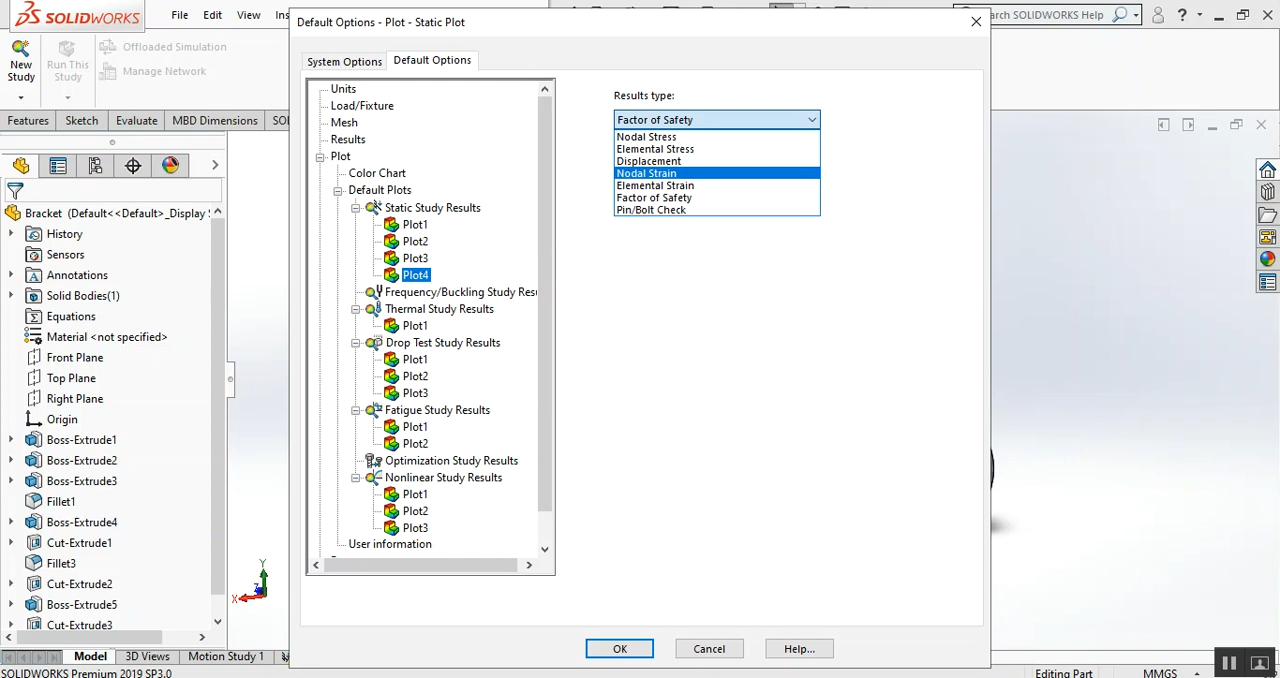 SOLIDWORKS
File
Edit
View
Default Options - Plot - Static Plot
SOLIDWORKS Help
New Study
Run This Study
Offloaded Simulation
Manage Network
Features
Sketch
Evaluate
MBD Dimensions
Bracket (Default<<Default>_Display
History
Sensors
Annotations
Solid Bodies(1)
Equations
Material <not specified>
Front Plane
Top Plane
Right Plane
Origin
Boss-Extrude1
Boss-Extrude2
Boss-Extrude3
Fillet1
Boss-Extrude4
Cut-Extrude1
Fillet3
Cut-Extrude2
Boss-Extrude5
Cut-Extrude3
System Options
Default Options
Units
Load/Fixture
Mesh
Results
Plot
Color Chart
Default Plots
Static Study Results
Plot1
Plot2
Plot3
Plot4
Frequency/Buckling Study Resu
Thermal Study Results
Plot1
Drop Test Study Results
Plot1
Plot2
Plot3
Fatigue Study Results
Plot1
Plot2
Optimization Study Results
Nonlinear Study Results
Plot1
Plot2
Plot3
User information
Results type:
Factor of Safety
Nodal Stress
Elemental Stress
Displacement
Nodal Strain
Elemental Strain
Factor of Safety
Pin/Bolt Check
OK
Cancel
Help...
Y
X
Z
Model
3D Views
Motion Study 1
SOLIDWORKS Premium 2019 SP3.0
Editing Part
MMGS